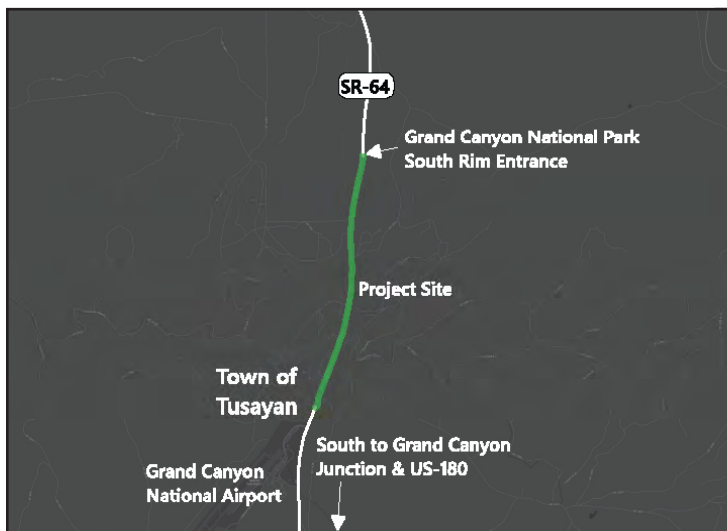 SR-64
Grand Canyon National Park
South Rim Entrance
Project Site
Town of
Tusayan
South to Grand Canyon
Junction & US-180
Grand Canyon
National Airport